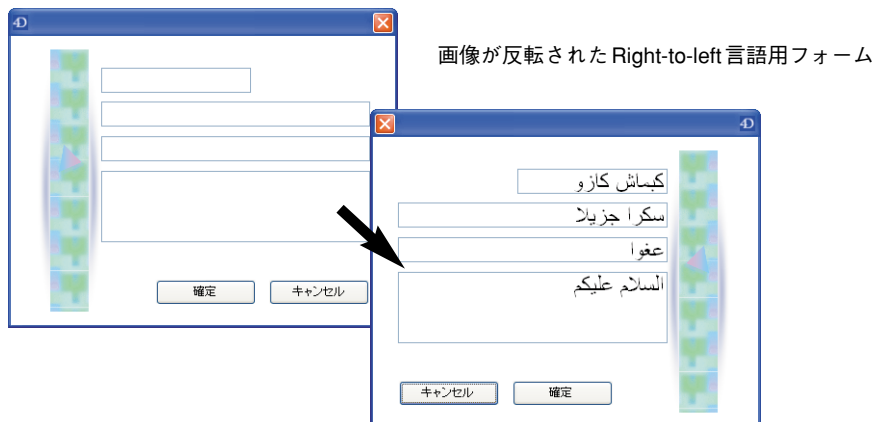 4D
画像が反転されたRight-to-left言語用フォーム
確定 キャンセル
4D
كيماش كازو
سكرا جزيلا
عفوا
السلام عليكم
キャンセル 確定